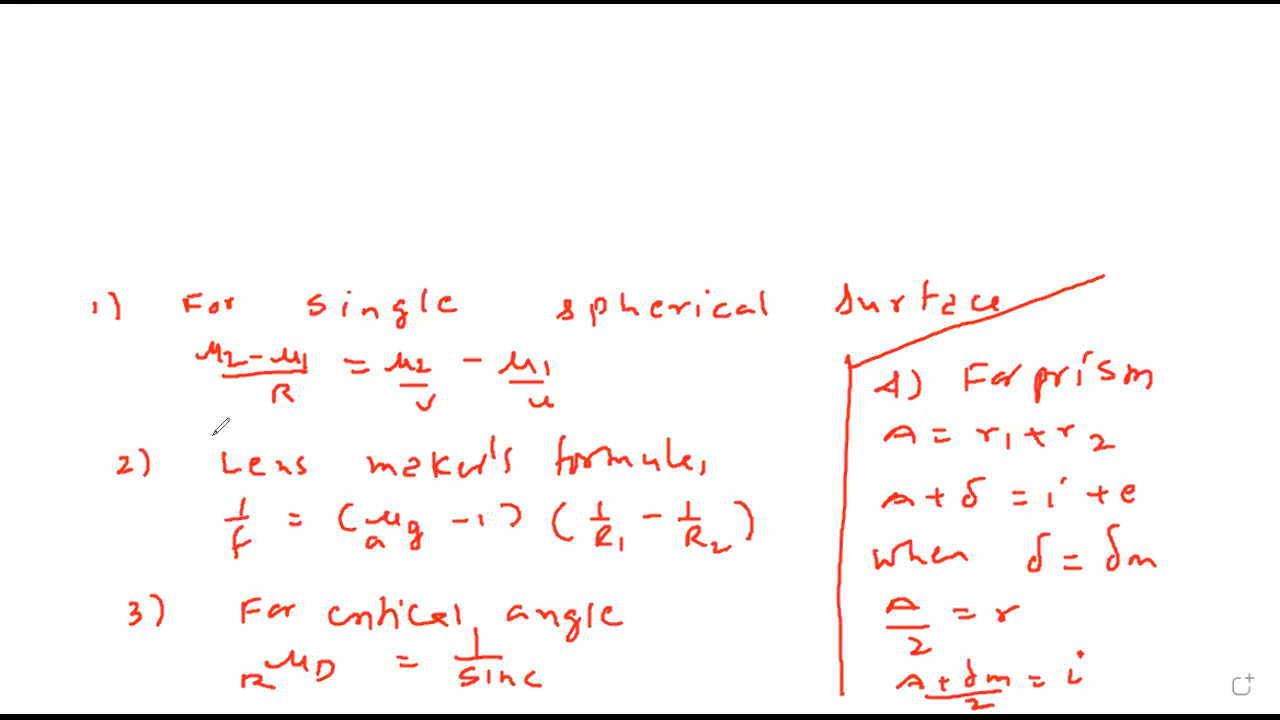 1) For single spherical surface
μ2 - μ1 / R = μ2 / v - μ1 / u
2) Lens maker's formula,
1/f = (aμg - 1) (1/R1 - 1/R2)
3) For critical angle
RμD = 1 / sinc
4) For prism
A = r1 + r2
A + δ = i + e
when δ = δm
A / 2 = r
A + δm / 2 = i